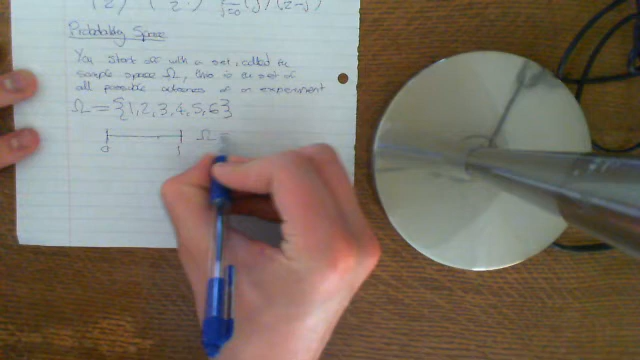 Probability Space
You start off with a set, called the
sample space Ω, this is the set of
all possible outcomes of an experiment
Ω = {1,2,3,4,5,6}
Ω =
0 1